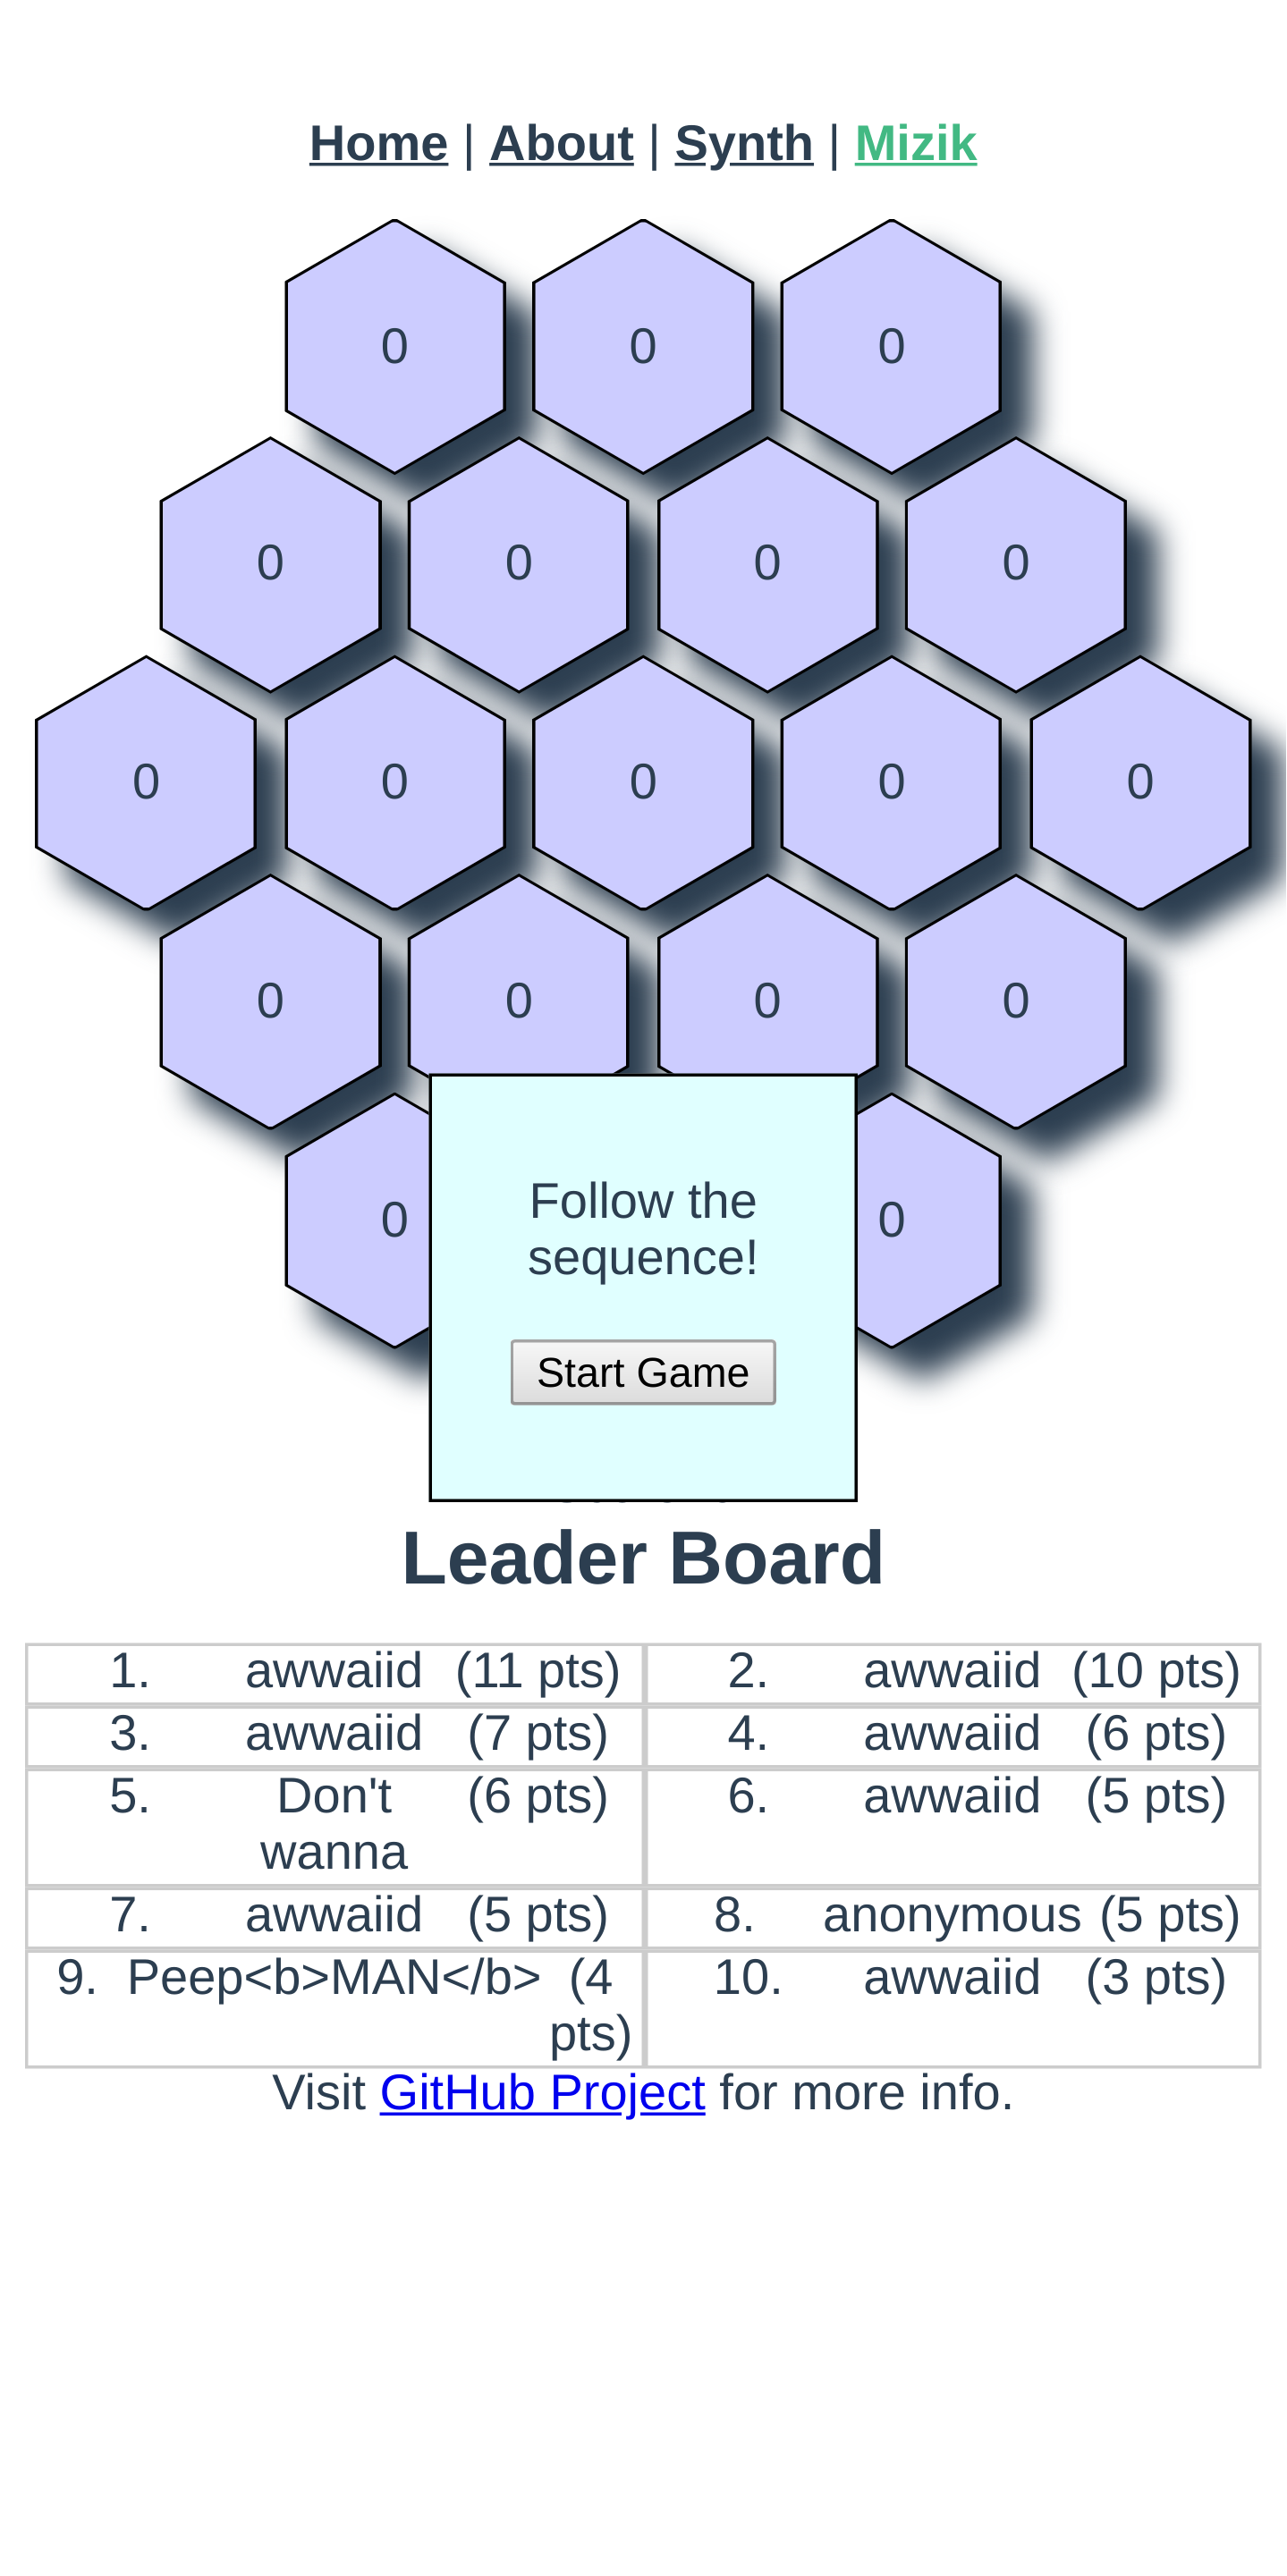 Home | About | Synth | Mizik
0 0 0
0 0 0 0
0 0 0 0 0
0 0 0 0
0 0
Follow the
sequence!
Start Game
Leader Board
1. awwaiid (11 pts) 2. awwaiid (10 pts)
3. awwaiid (7 pts) 4. awwaiid (6 pts)
5. Don't wanna (6 pts) 6. awwaiid (5 pts)
7. awwaiid (5 pts) 8. anonymous (5 pts)
9. Peep<b>MAN</b> (4 pts) 10. awwaiid (3 pts)
Visit GitHub Project for more info.